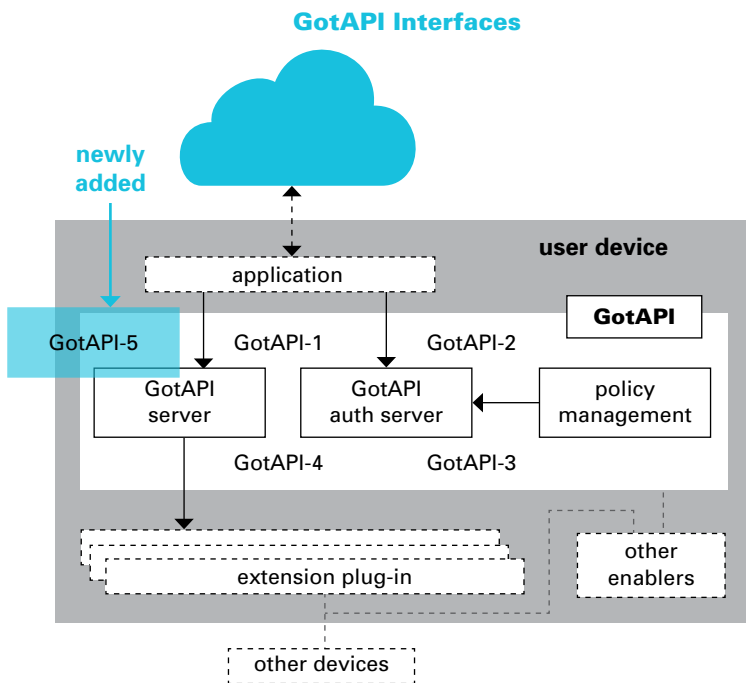 GotAPI Interfaces
newly
added
user device
application
GotAPI
GotAPI-5
GotAPI-1
GotAPI-2
GotAPI
server
GotAPI
auth server
policy
management
GotAPI-4
GotAPI-3
extension plug-in
other
enablers
other devices